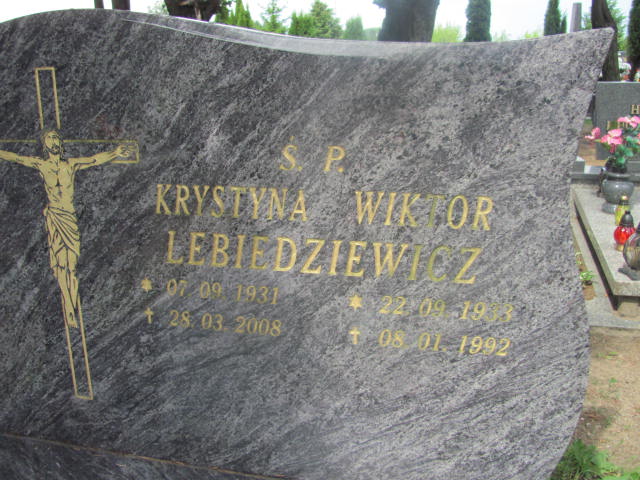 Ś. P.
KRYSTYNA WIKTOR
LEBIEDZIEWICZ
* 07. 09. 1931 * 22. 09. 1933
† 28. 03. 2008 † 08. 01. 1992